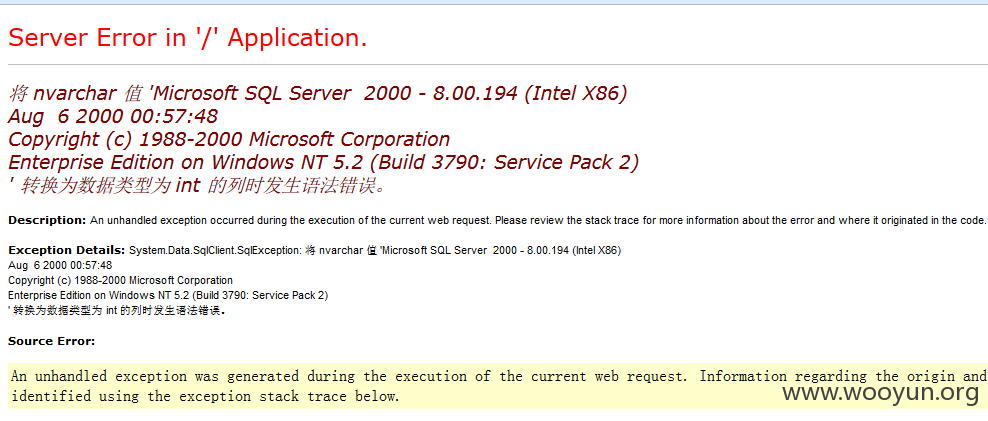 Server Error in '/' Application.
将 nvarchar 值 'Microsoft SQL Server  2000 - 8.00.194 (Intel X86)
Aug  6 2000 00:57:48
Copyright (c) 1988-2000 Microsoft Corporation
Enterprise Edition on Windows NT 5.2 (Build 3790: Service Pack 2)
' 转换为数据类型为 int 的列时发生语法错误。
Description: An unhandled exception occurred during the execution of the current web request. Please review the stack trace for more information about the error and where it originated in the code.
Exception Details: System.Data.SqlClient.SqlException: 将 nvarchar 值 'Microsoft SQL Server  2000 - 8.00.194 (Intel X86)
Aug  6 2000 00:57:48
Copyright (c) 1988-2000 Microsoft Corporation
Enterprise Edition on Windows NT 5.2 (Build 3790: Service Pack 2)
' 转换为数据类型为 int 的列时发生语法错误。
Source Error:
An unhandled exception was generated during the execution of the current web request. Information regarding the origin and
identified using the exception stack trace below.
www.wooyun.org